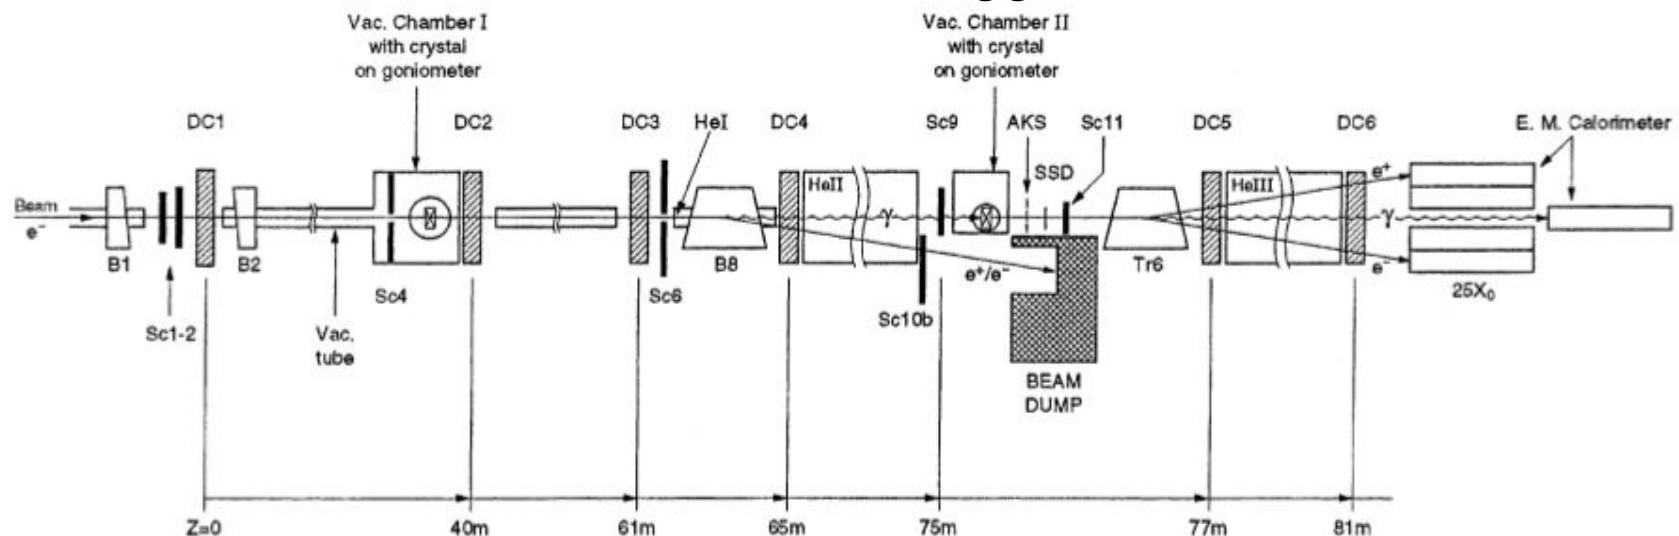 Vac. Chamber I
with crystal
on goniometer
Vac. Chamber II
with crystal
on goniometer
DC1
DC2
DC3
HeI
DC4
Sc9
AKS
Sc11
DC5
DC6
E. M. Calorimeter
SSD
HeII
HeIII
e+
Beam
e−
γ
γ
B1
B2
Sc4
Sc6
B8
e+/e−
Tr6
e−
25X₀
Sc1-2
Vac.
tube
Sc10b
BEAM
DUMP
Z=0
40m
61m
65m
75m
77m
81m